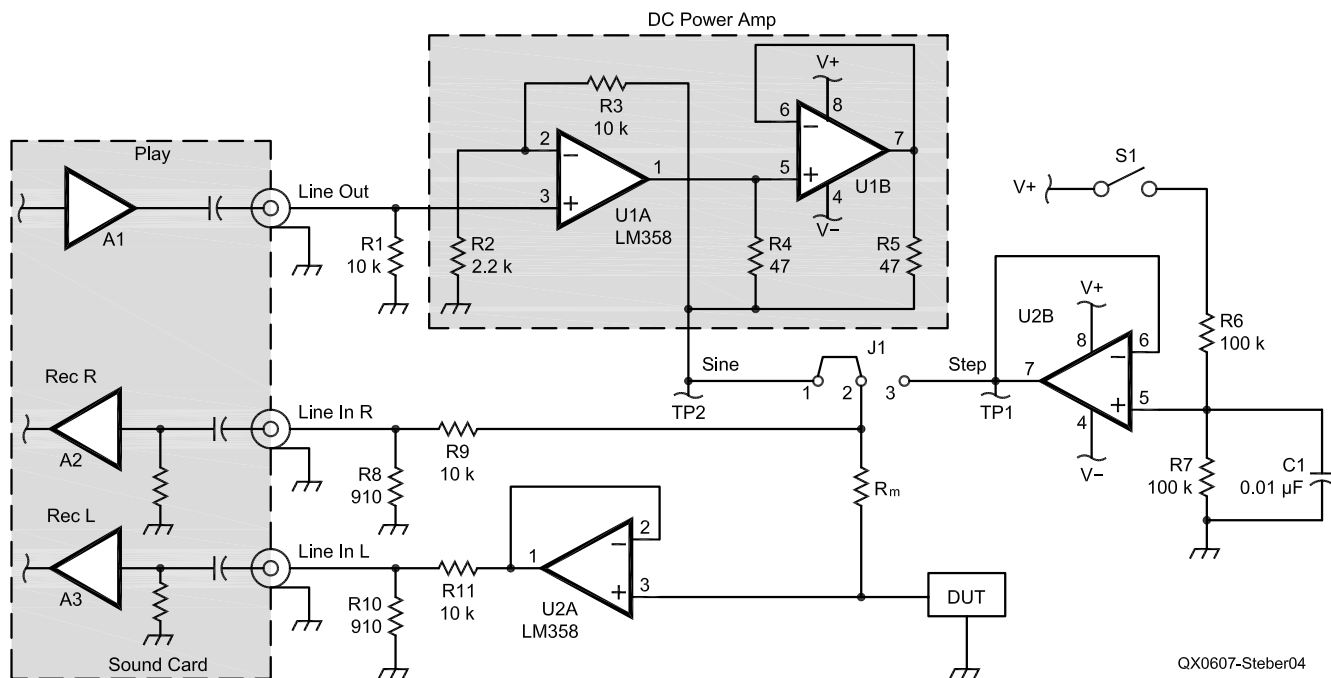 DC Power Amp
V+
R3
10 k
6
8
−
7
2
−
1
5
+
U1B
4
V−
3
+
U1A
LM358
Play
A1
Line Out
R1
10 k
R2
2.2 k
R4
47
R5
47
S1
V+
R6
100 k
V+
U2B
8
6
−
7
5
+
4
V−
Sine
J1
1
2
3
Step
TP2
TP1
R7
100 k
C1
0.01 µF
Rec R
A2
Line In R
R8
910
R9
10 k
Rm
Rec L
A3
Line In L
R10
910
R11
10 k
1
2
−
3
+
U2A
LM358
DUT
Sound Card
QX0607-Steber04